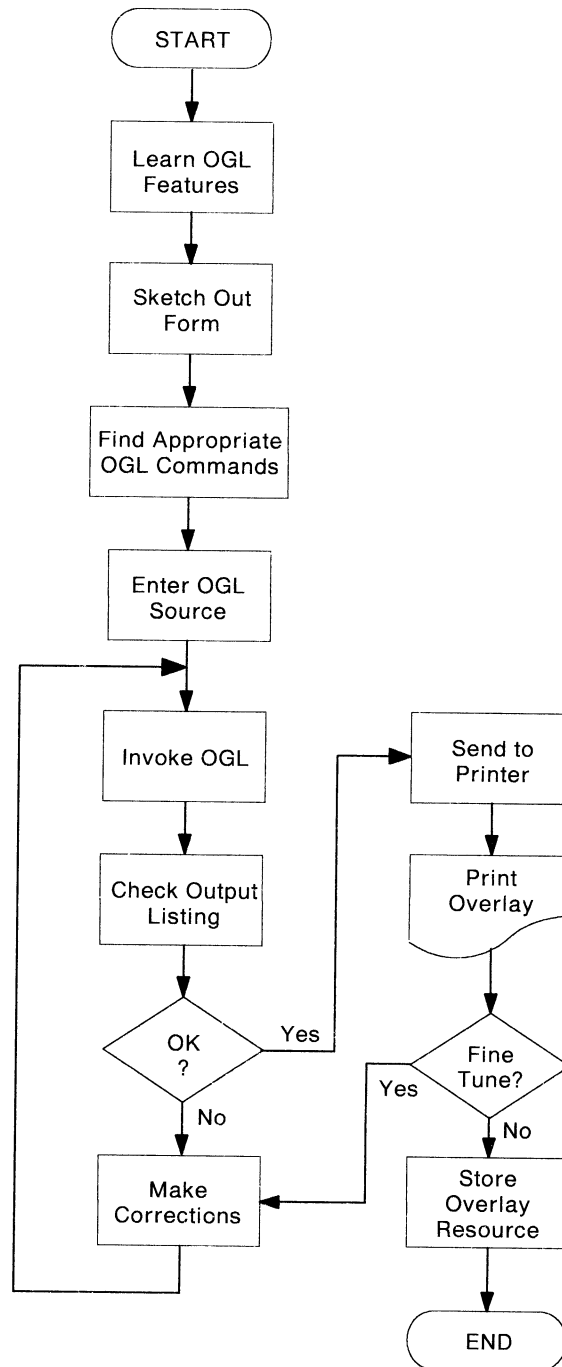 START
Learn OGL
Features
Sketch Out
Form
Find Appropriate
OGL Commands
Enter OGL
Source
Invoke OGL
Check Output
Listing
OK
?
Yes
No
Make
Corrections
Send to
Printer
Print
Overlay
Fine
Tune?
Yes
No
Store
Overlay
Resource
END